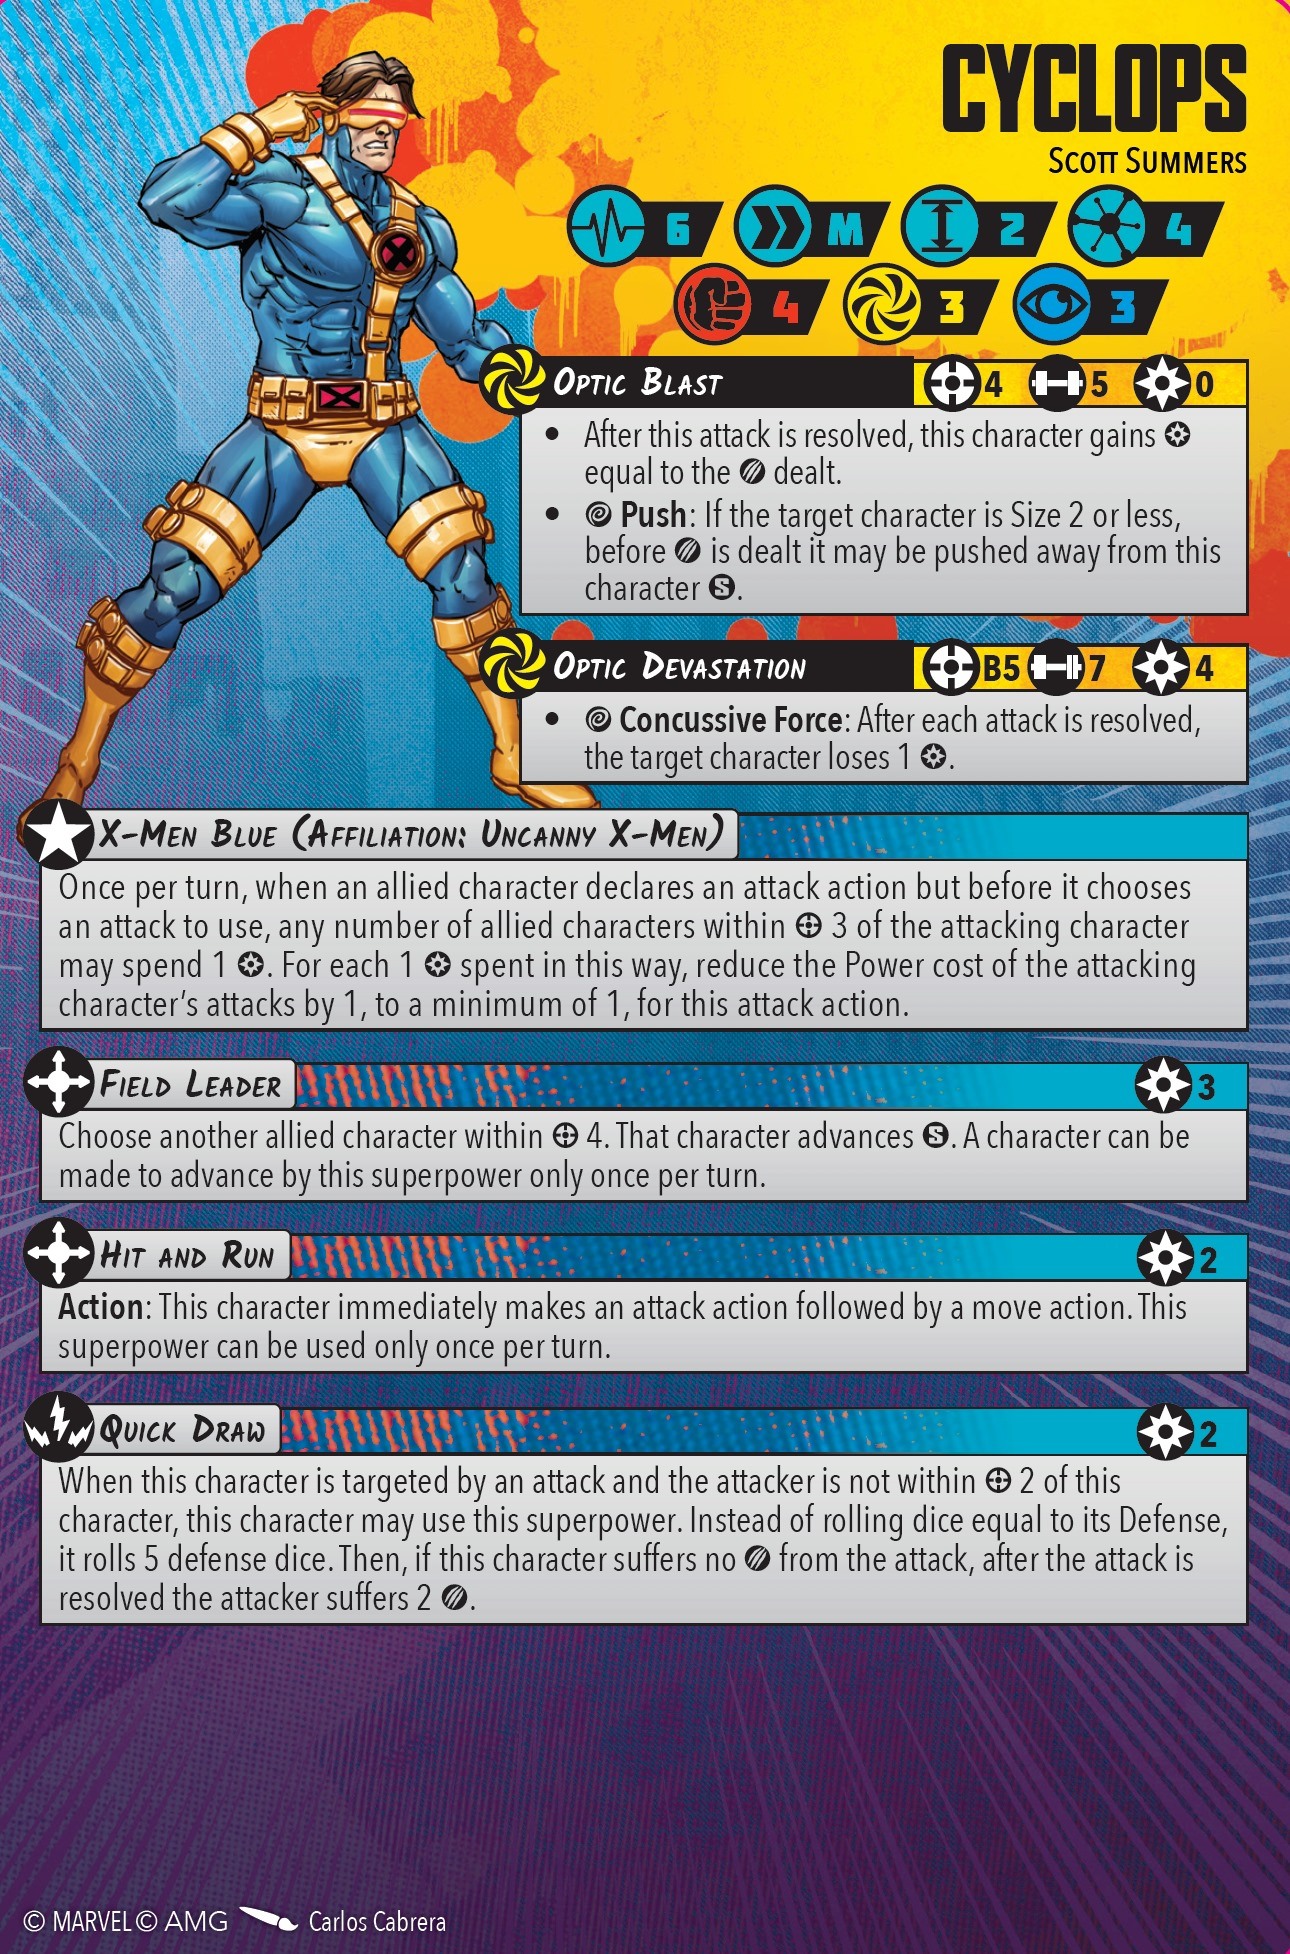 CYCLOPS
SCOTT SUMMERS
6 M 2 4
4 3 3
OPTIC BLAST 4 5 0
• After this attack is resolved, this character gains
equal to the dealt.
• Push: If the target character is Size 2 or less,
before is dealt it may be pushed away from this
character S.
OPTIC DEVASTATION B5 7 4
• Concussive Force: After each attack is resolved,
the target character loses 1 .
X-MEN BLUE (AFFILIATION: UNCANNY X-MEN)
Once per turn, when an allied character declares an attack action but before it chooses
an attack to use, any number of allied characters within 3 of the attacking character
may spend 1 . For each 1 spent in this way, reduce the Power cost of the attacking
character's attacks by 1, to a minimum of 1, for this attack action.
FIELD LEADER 3
Choose another allied character within 4. That character advances S. A character can be
made to advance by this superpower only once per turn.
HIT AND RUN 2
Action: This character immediately makes an attack action followed by a move action. This
superpower can be used only once per turn.
QUICK DRAW 2
When this character is targeted by an attack and the attacker is not within 2 of this
character, this character may use this superpower. Instead of rolling dice equal to its Defense,
it rolls 5 defense dice. Then, if this character suffers no from the attack, after the attack is
resolved the attacker suffers 2 .
© MARVEL © AMG Carlos Cabrera